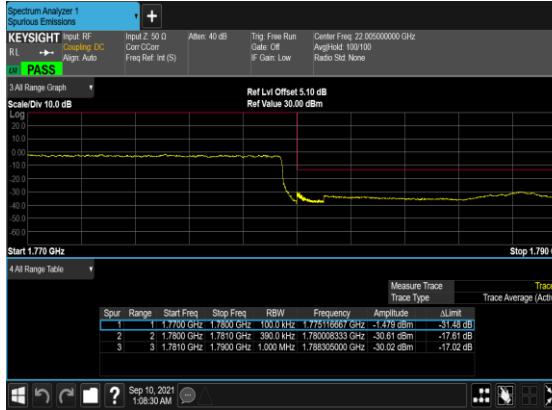 Spectrum Analyzer 1
Spurious Emissions
KEYSIGHT Input: RF Input Z: 50 Ω Atten: 40 dB Trig: Free Run Center Freq: 22.005000000 GHz
RL Coupling: DC Corr CCorr Gate: Off Avg|Hold: 100/100
Align: Auto Freq Ref: Int (S) IF Gain: Low Radio Std: None
PASS
3 All Range Graph Ref Lvl Offset 5.10 dB
Scale/Div 10.0 dB Ref Value 30.00 dBm
Log
20.0
10.0
0.00
-10.0
-20.0
-30.0
-40.0
-50.0
-60.0
Start 1.770 GHz Stop 1.790
4 All Range Table
Measure Trace Trace
Trace Type Trace Average (Acti
Spur Range Start Freq Stop Freq RBW Frequency Amplitude ΔLimit
1 1 1.7700 GHz 1.7800 GHz 100.0 kHz 1.775116667 GHz -1.479 dBm -31.48 dB
2 2 1.7800 GHz 1.7810 GHz 390.0 kHz 1.780008333 GHz -30.61 dBm -17.61 dB
3 3 1.7810 GHz 1.7900 GHz 1.000 MHz 1.788305000 GHz -30.02 dBm -17.02 dB
? Sep 10, 2021
1:08:30 AM